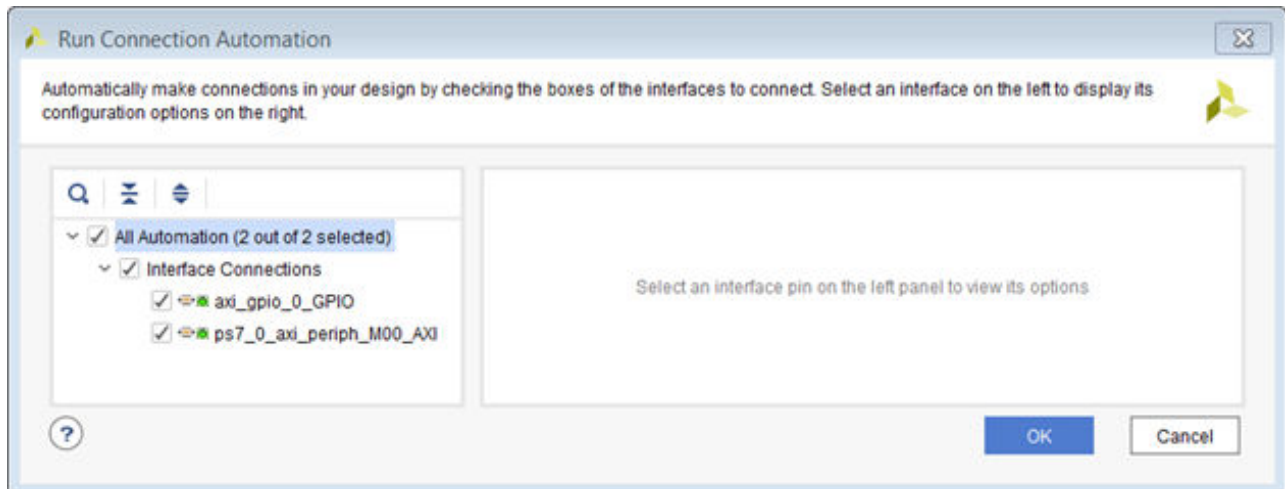 Run Connection Automation
Automatically make connections in your design by checking the boxes of the interfaces to connect. Select an interface on the left to display its
configuration options on the right.
All Automation (2 out of 2 selected)
Interface Connections
axi_gpio_0_GPIO
ps7_0_axi_periph_M00_AXI
Select an interface pin on the left panel to view its options
?
OK
Cancel